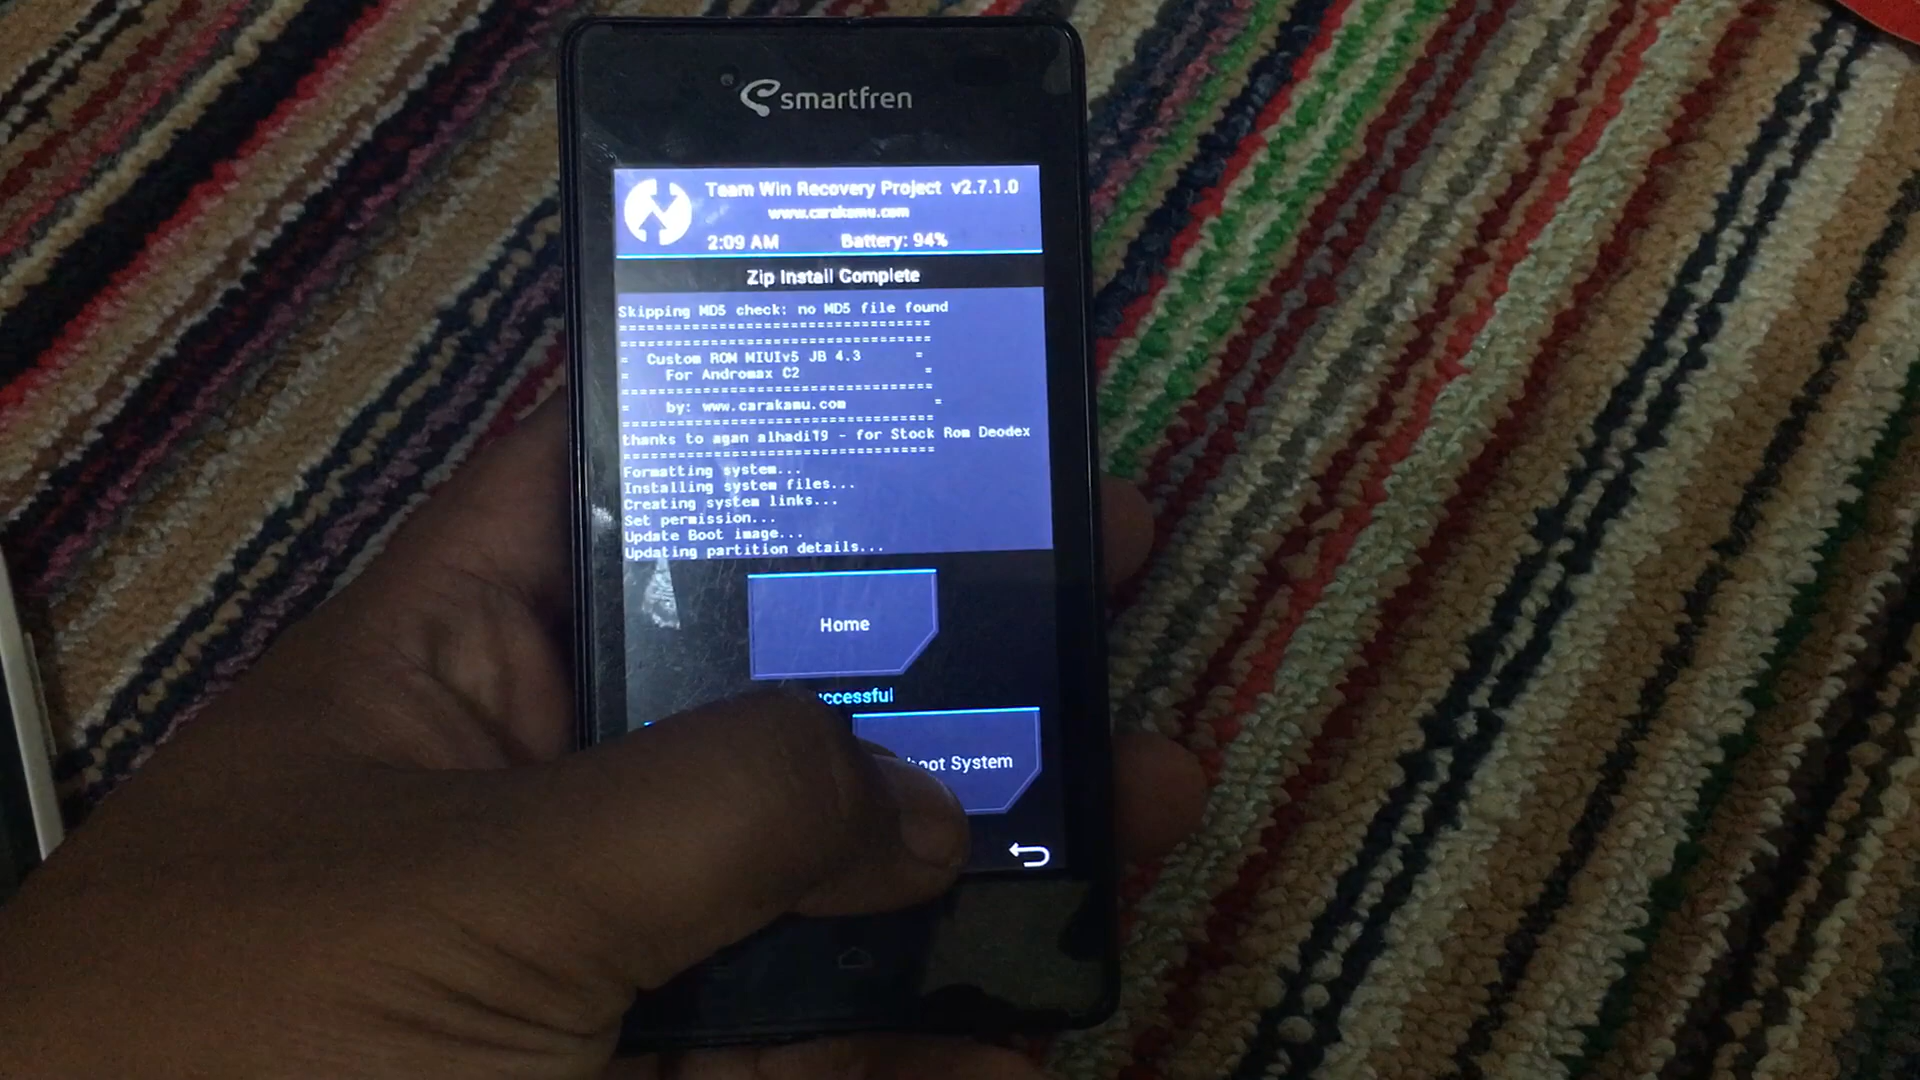 smartfren
Team Win Recovery Project v2.7.1.0
www.carakamu.com
2:09 AM Battery: 94%
Zip Install Complete
Skipping MD5 check: no MD5 file found
==================================
==================================
= Custom ROM MIUIv5 JB 4.3 =
= For Andromax C2 =
==================================
= by: www.carakamu.com =
==================================
thanks to agan alhadi19 - for Stock Rom Deodex
==================================
Formatting system...
Installing system files...
Creating system links...
Set permission...
Update Boot image...
Updating partition details...
Home
uccessful
boot System